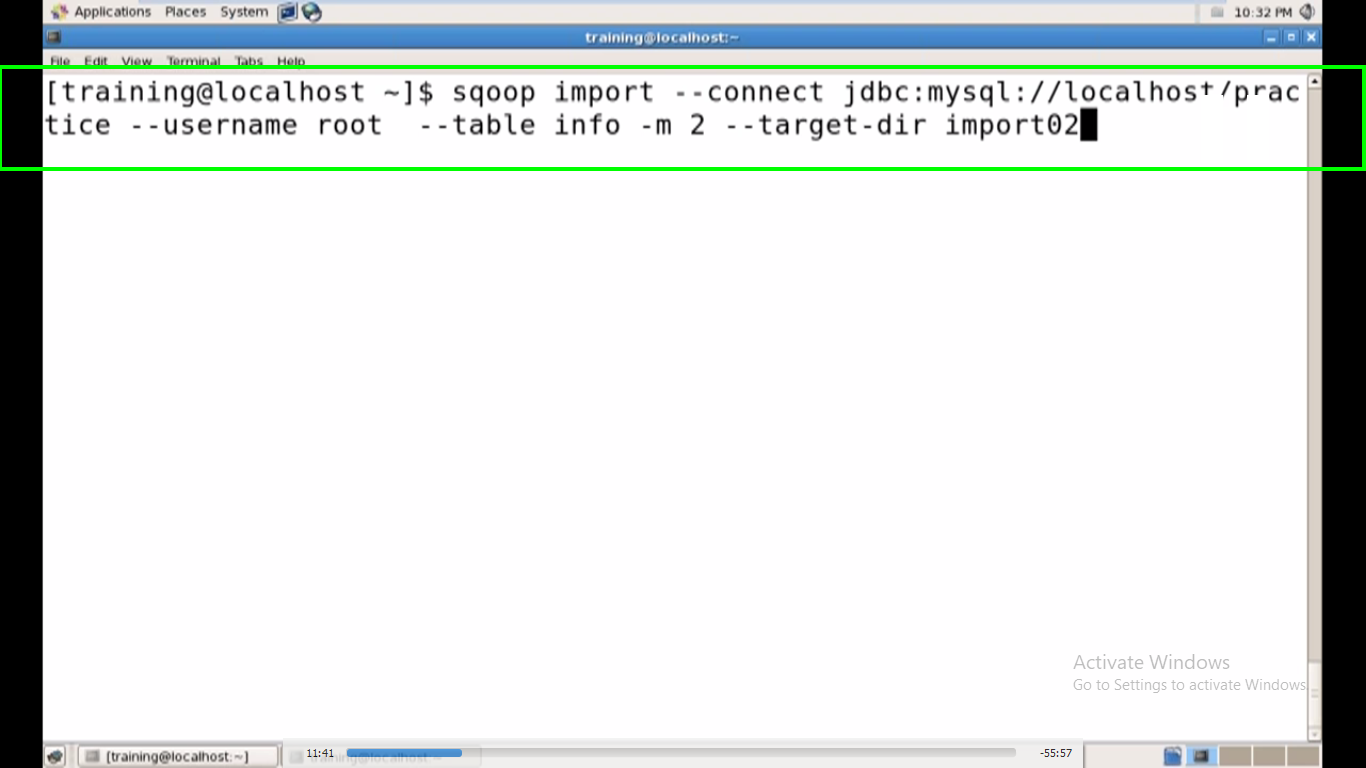 Applications Places System 10:32 PM
training@localhost:~
File Edit View Terminal Tabs Help
[training@localhost ~]$ sqoop import --connect jdbc:mysql://localhost/prac
tice --username root  --table info -m 2 --target-dir import02
Activate Windows
Go to Settings to activate Windows
[training@localhost:~] 11:41 training@localhost:~ -55:57